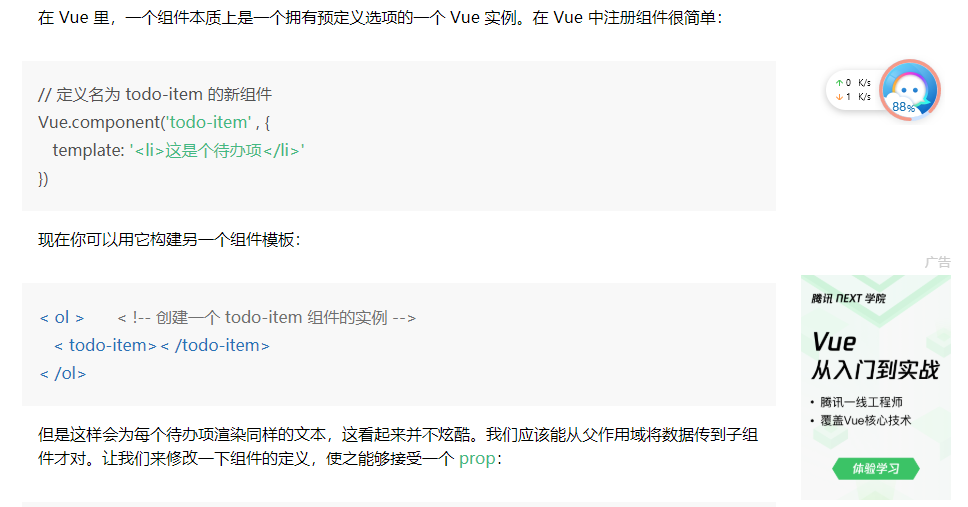 在 Vue 里，一个组件本质上是一个拥有预定义选项的一个 Vue 实例。在 Vue 中注册组件很简单：
// 定义名为 todo-item 的新组件
Vue.component('todo-item' , {
template: '<li>这是个待办项</li>'
})
现在你可以用它构建另一个组件模板：
< ol > < !-- 创建一个 todo-item 组件的实例 -->
< todo-item>< /todo-item>
< /ol>
但是这样会为每个待办项渲染同样的文本，这看起来并不炫酷。我们应该能从父作用域将数据传到子组
件才对。让我们来修改一下组件的定义，使之能够接受一个 prop：
↑ 0 K/s
↓ 1 K/s
88%
广告
腾讯 NEXT 学院
Vue
从入门到实战
• 腾讯一线工程师
• 覆盖Vue核心技术
体验学习